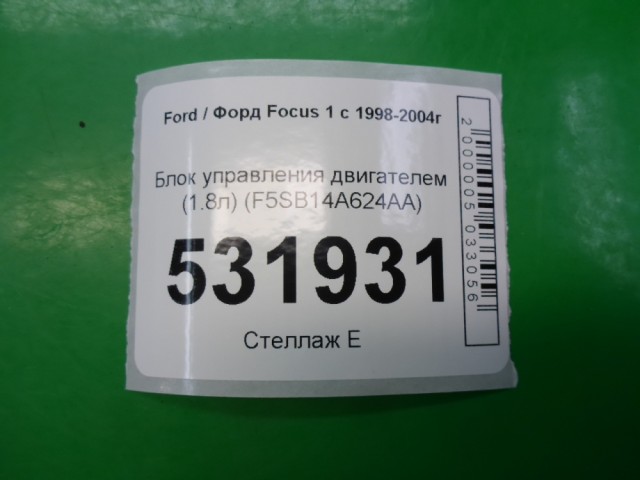 Ford / Форд Focus 1 с 1998-2004г
Блок управления двигателем
(1.8л) (F5SB14A624AA)
531931
Стеллаж Е
2000005033056